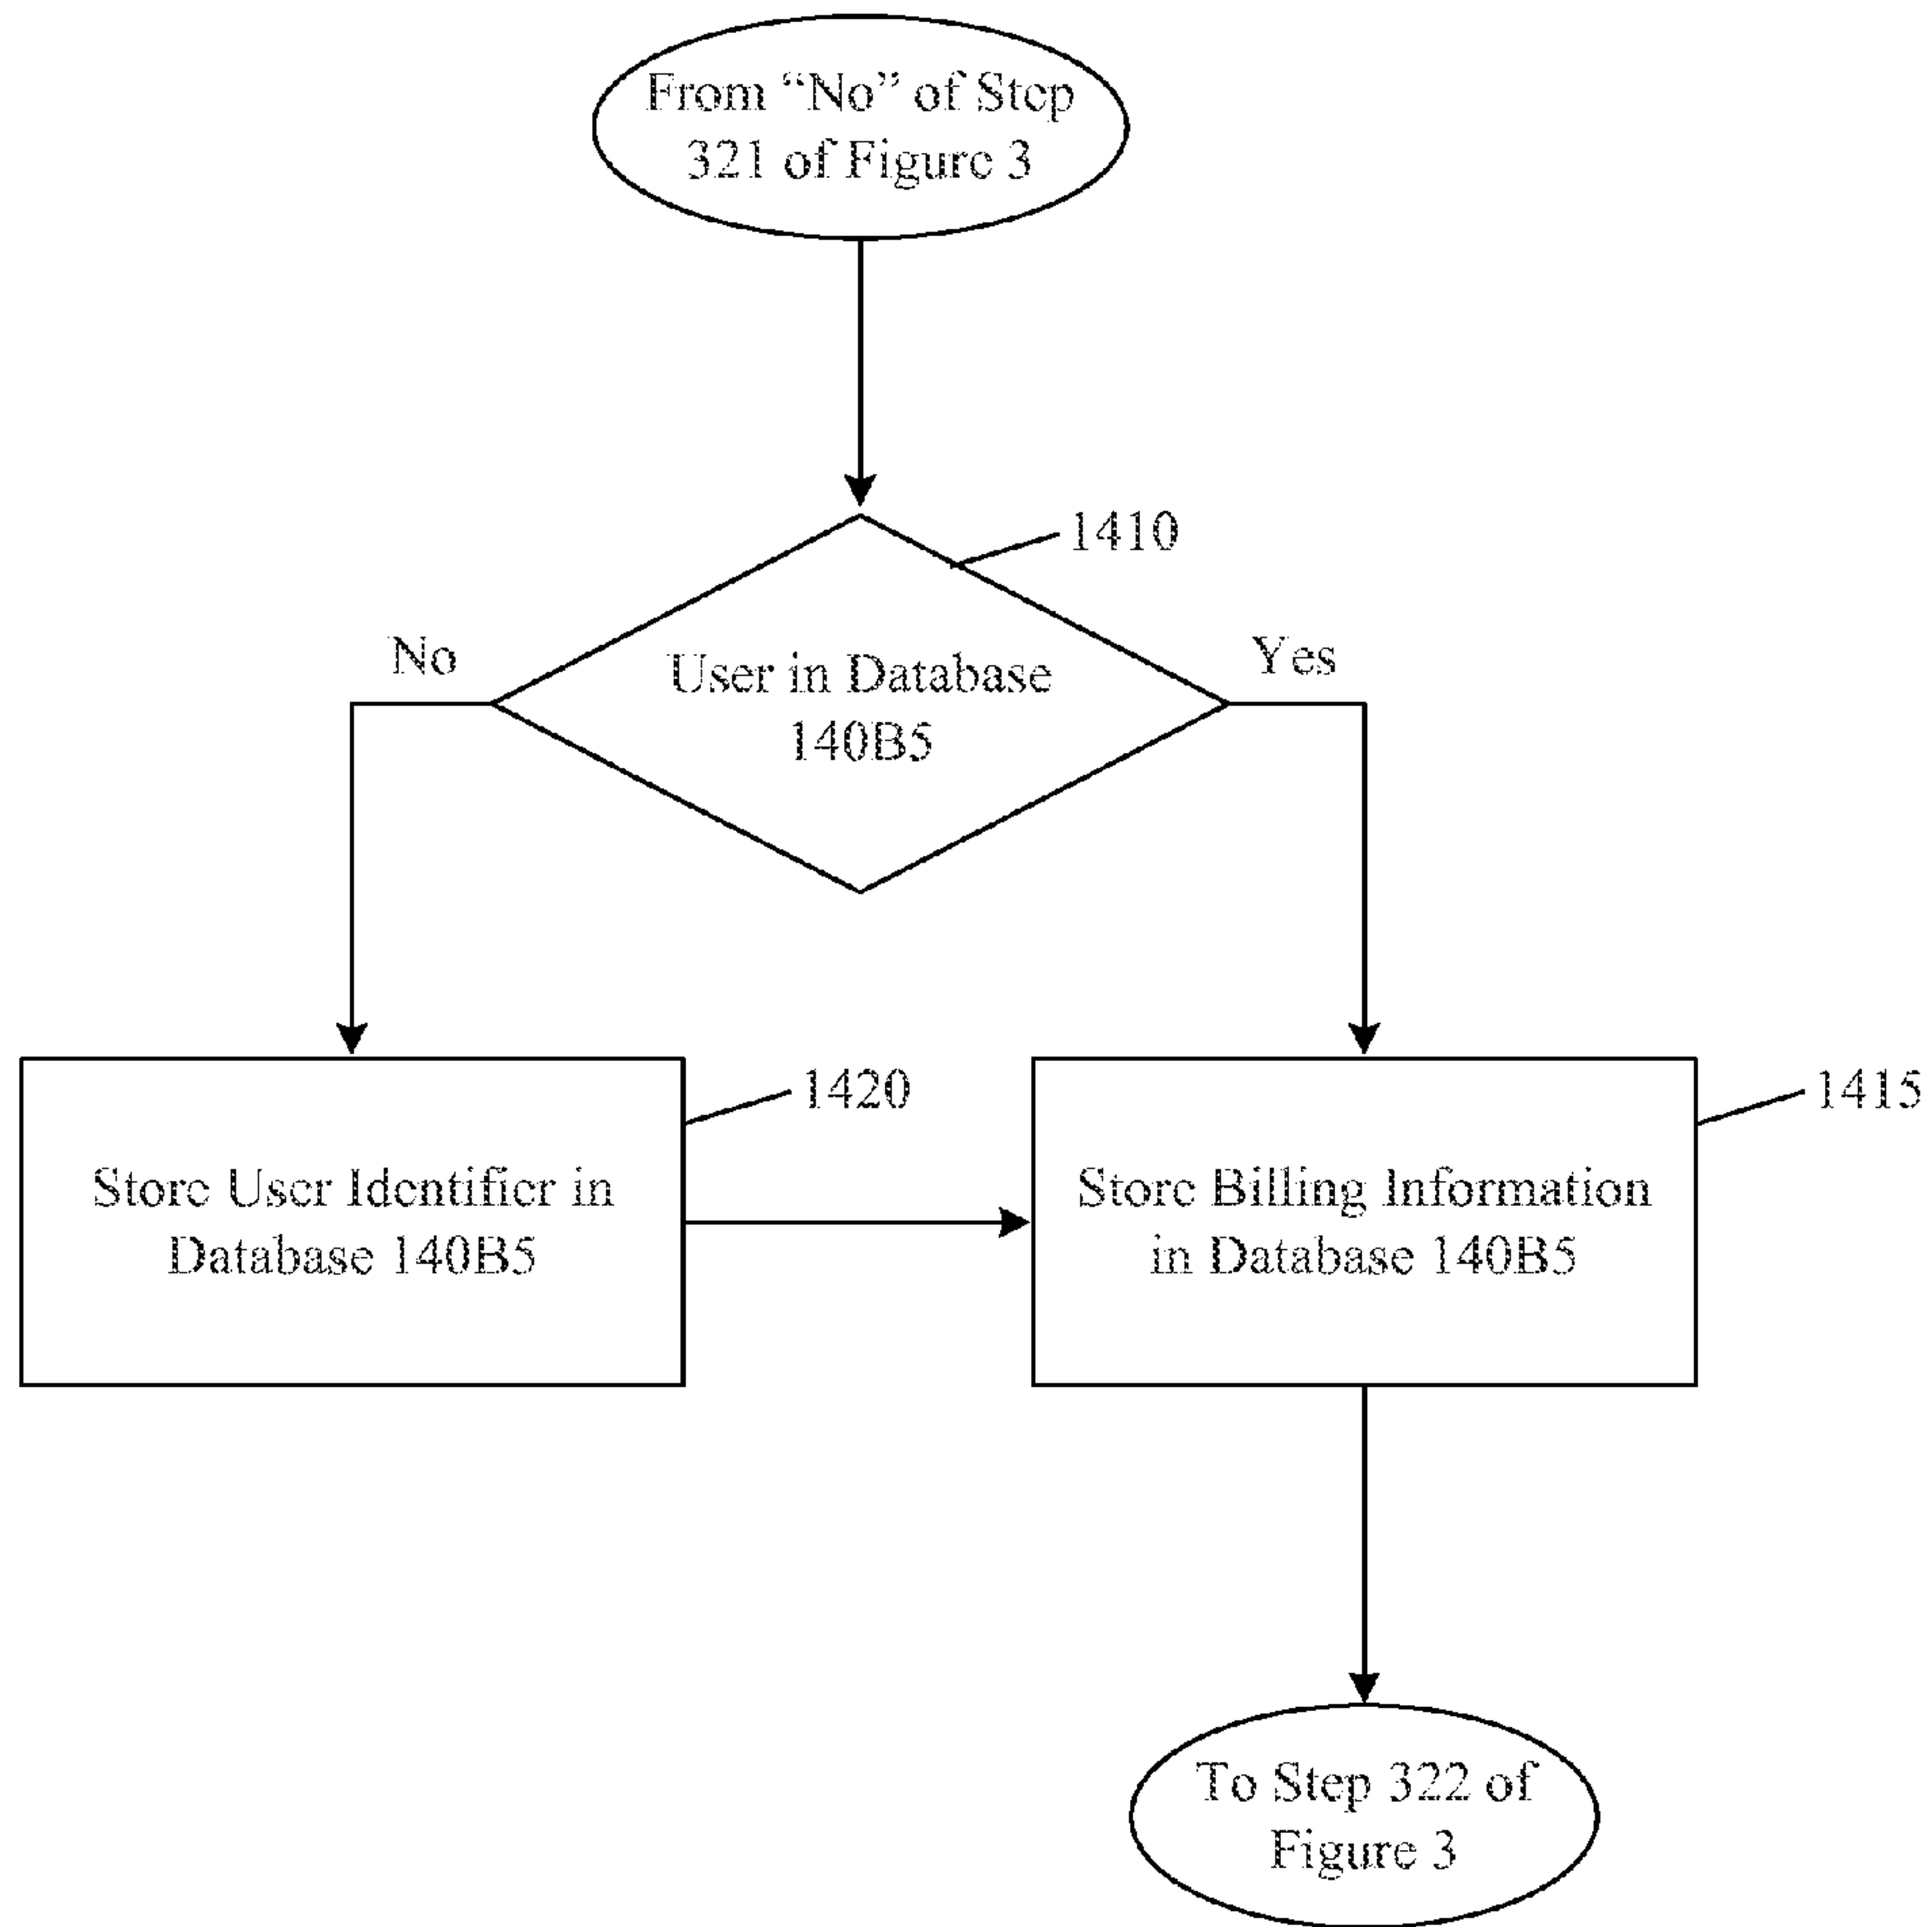 From “No” of Step
321 of Figure 3
1410
No
Yes
User in Database
140B5
1420
1415
Store User Identifier in
Database 140B5
Store Billing Information
in Database 140B5
To Step 322 of
Figure 3